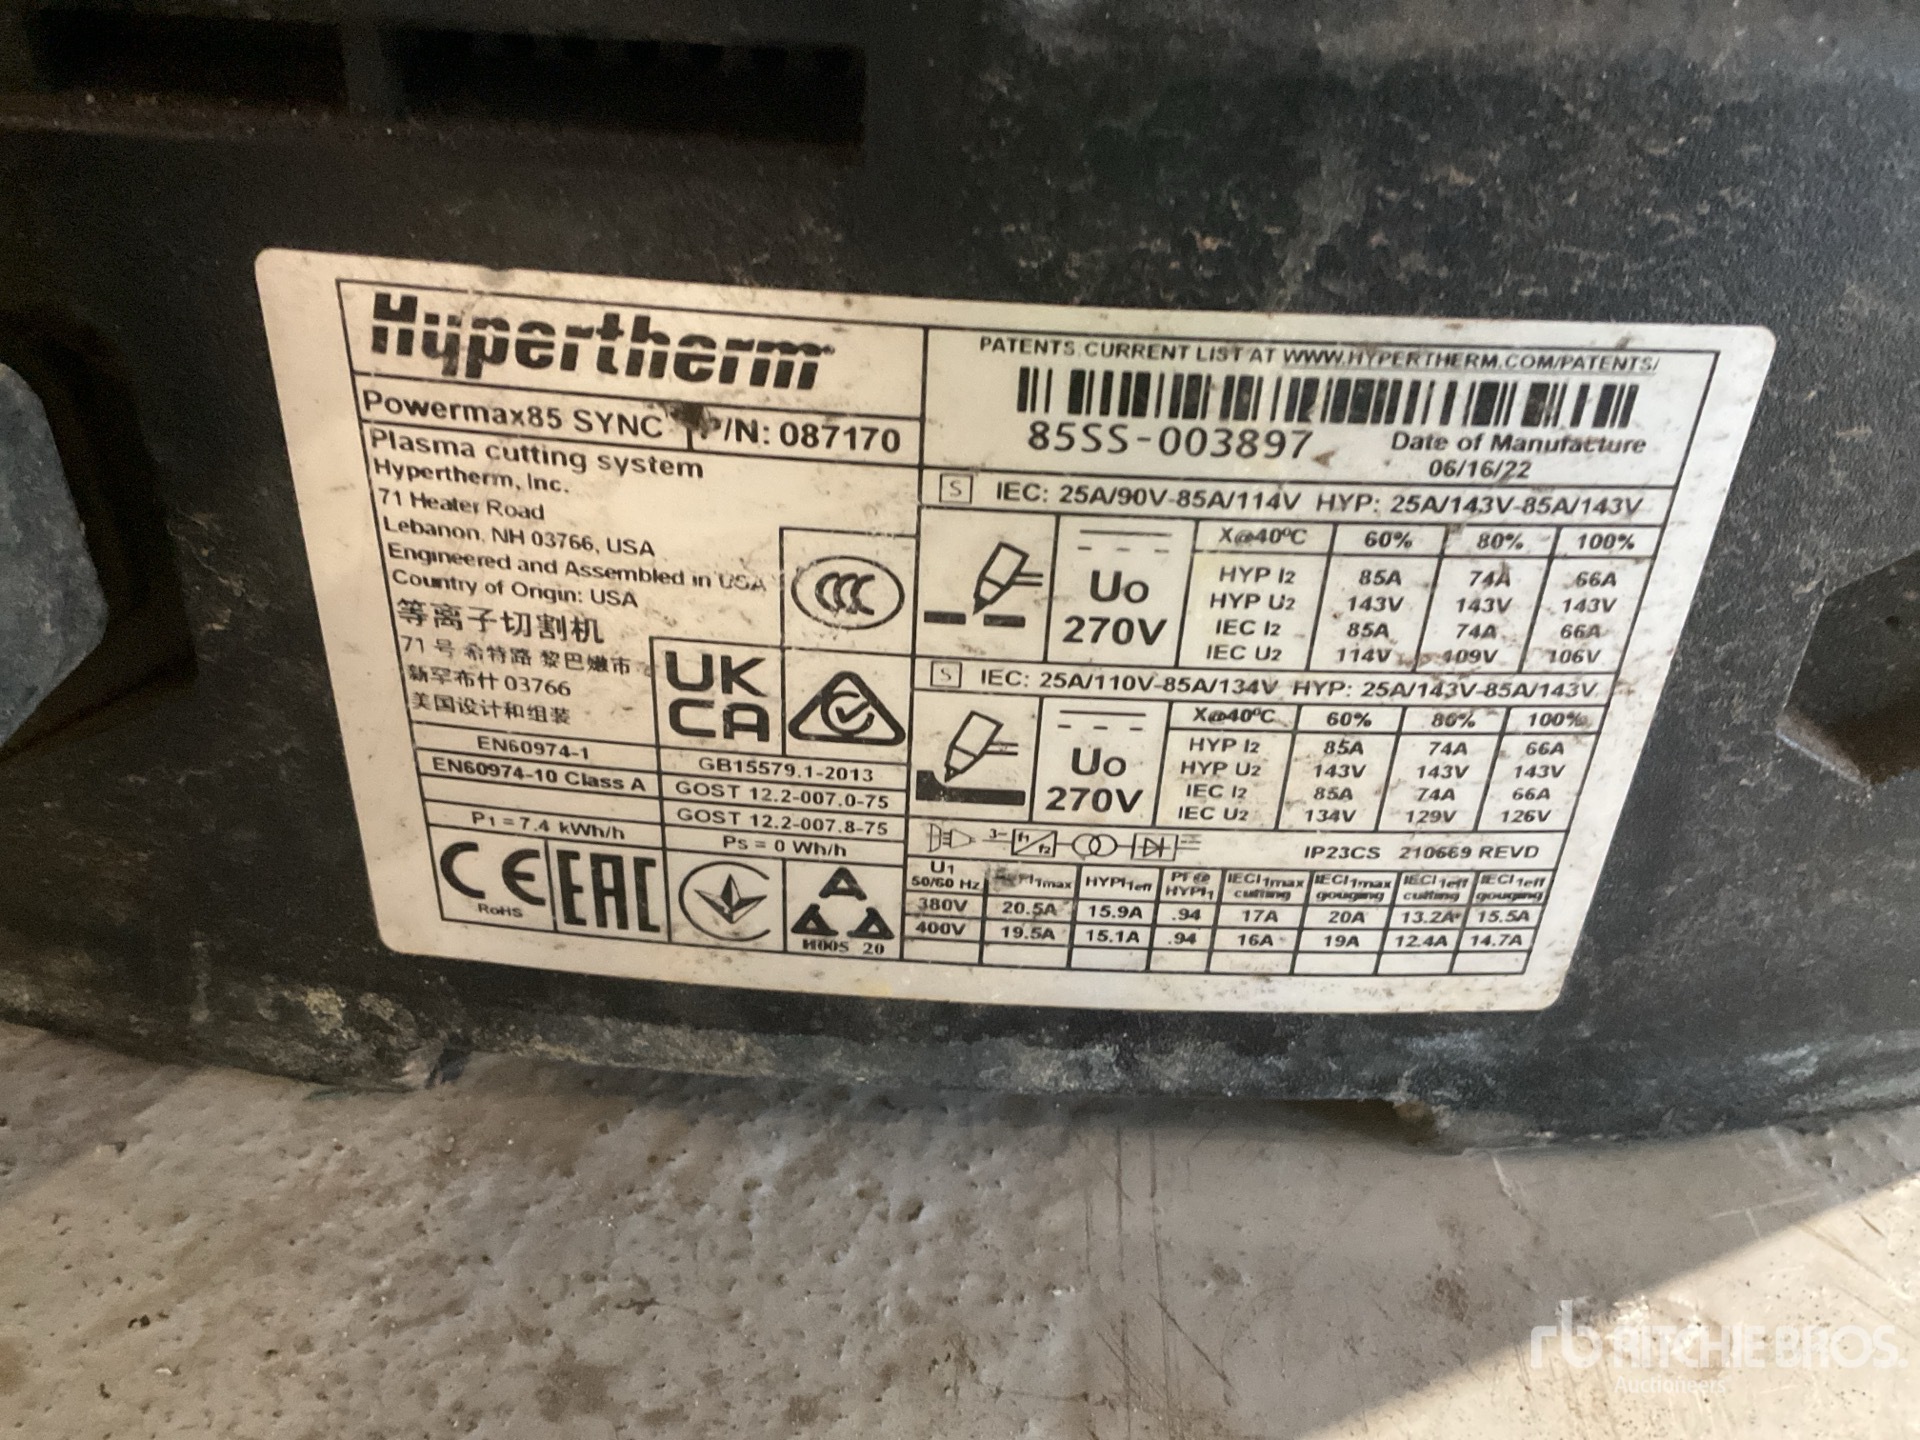 Hypertherm
Powermax85 SYNC P/N: 087170
Plasma cutting system
Hypertherm, Inc.
71 Heater Road
Lebanon, NH 03766, USA
Engineered and Assembled in USA
Country of Origin: USA
等离子切割机
71 号 希特路 黎巴嫩市
新罕布什 03766
美国设计和组装
CCC
UK
CA
EN60974-1
EN60974-10 Class A
P1 = 7.4 kWh/h
GB15579.1-2013
GOST 12.2-007.0-75
GOST 12.2-007.8-75
Ps = 0 Wh/h
CE
RoHS
EAC
A
M00S 20
PATENTS CURRENT LIST AT WWW.HYPERTHERM.COM/PATENTS/
85SS-003897
Date of Manufacture
06/16/22
S IEC: 25A/90V-85A/114V HYP: 25A/143V-85A/143V
Uo
270V
X@40ºC 60% 80% 100%
HYP I2 85A 74A 66A
HYP U2 143V 143V 143V
IEC I2 85A 74A 66A
IEC U2 114V 109V 106V
S IEC: 25A/110V-85A/134V HYP: 25A/143V-85A/143V
Uo
270V
X@40ºC 60% 80% 100%
HYP I2 85A 74A 66A
HYP U2 143V 143V 143V
IEC I2 85A 74A 66A
IEC U2 134V 129V 126V
3~ f1 f2 IP23CS 210669 REVD
U1 50/60 Hz HYPI1max HYPI1eff PF@ HYPI1 IECI1max cutting IECI1max gouging IECI1eff cutting IECI1eff gouging
380V 20.5A 15.9A .94 17A 20A 13.2A 15.5A
400V 19.5A 15.1A .94 16A 19A 12.4A 14.7A
rb RITCHIE BROS.
Auctioneers